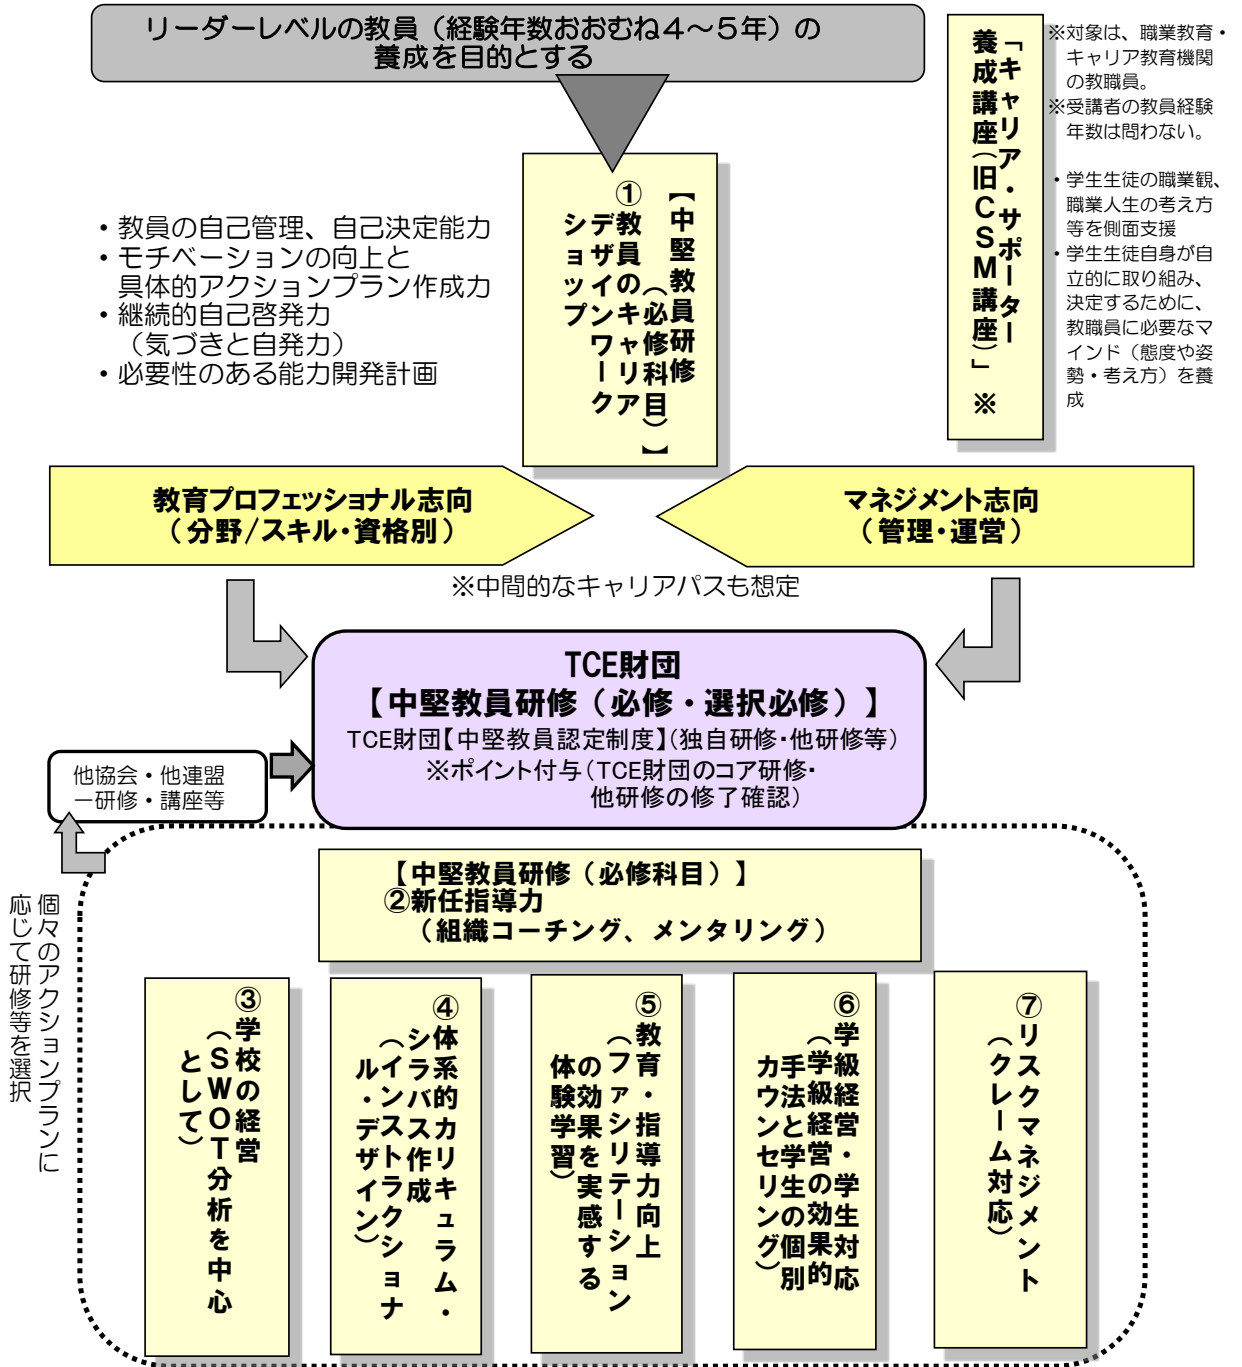 リーダーレベルの教員（経験年数おおむね４～５年）の
養成を目的とする
「キャリア・サポーター
養成講座（旧ＣＳＭ講座）」※
※対象は、職業教育・
キャリア教育機関
の教職員。
※受講者の教員経験
年数は問わない。
・学生生徒の職業観、
職業人生の考え方
等を側面支援
・学生生徒自身が自
立的に取り組み、
決定するために、
教職員に必要なマ
インド（態度や姿
勢・考え方）を養
成
【中堅教員研修
（必修科目）】
①教員のキャリア
デザインワーク
ショップ
・教員の自己管理、自己決定能力
・モチベーションの向上と
具体的アクションプラン作成力
・継続的自己啓発力
（気づきと自発力）
・必要性のある能力開発計画
教育プロフェッショナル志向
（分野/スキル・資格別）
マネジメント志向
（管理・運営）
※中間的なキャリアパスも想定
TCE財団
【中堅教員研修（必修・選択必修）】
TCE財団【中堅教員認定制度】（独自研修・他研修等）
※ポイント付与（TCE財団のコア研修・
他研修の修了確認）
他協会・他連盟
－研修・講座等
個々のアクションプランに
応じて研修等を選択
【中堅教員研修（必修科目）】
②新任指導力
（組織コーチング、メンタリング）
③学校の経営
（ＳＷＯＴ分析を中心
として）
④体系的カリキュラム・
シラバス作成
（インストラクショナ
ル・デザイン）
⑤教育・指導力向上
（ファシリテーション
の効果を実感する
体験学習）
⑥学級経営・学生対応
（学級経営の効果的
手法と学生の個別
カウンセリング）
⑦リスクマネジメント
（クレーム対応）